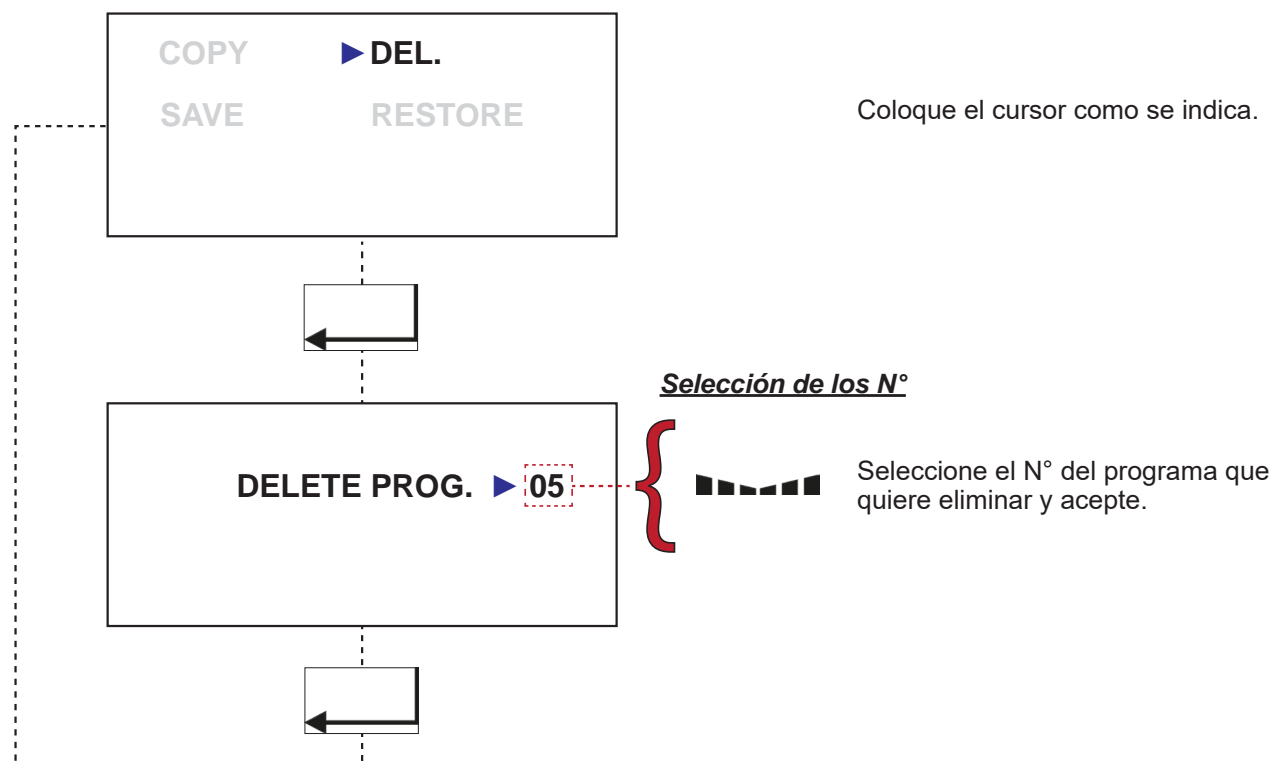 COPY ►DEL.
SAVE RESTORE
Coloque el cursor como se indica.
Selección de los N°
DELETE PROG. ► 05
Seleccione el N° del programa que
quiere eliminar y acepte.